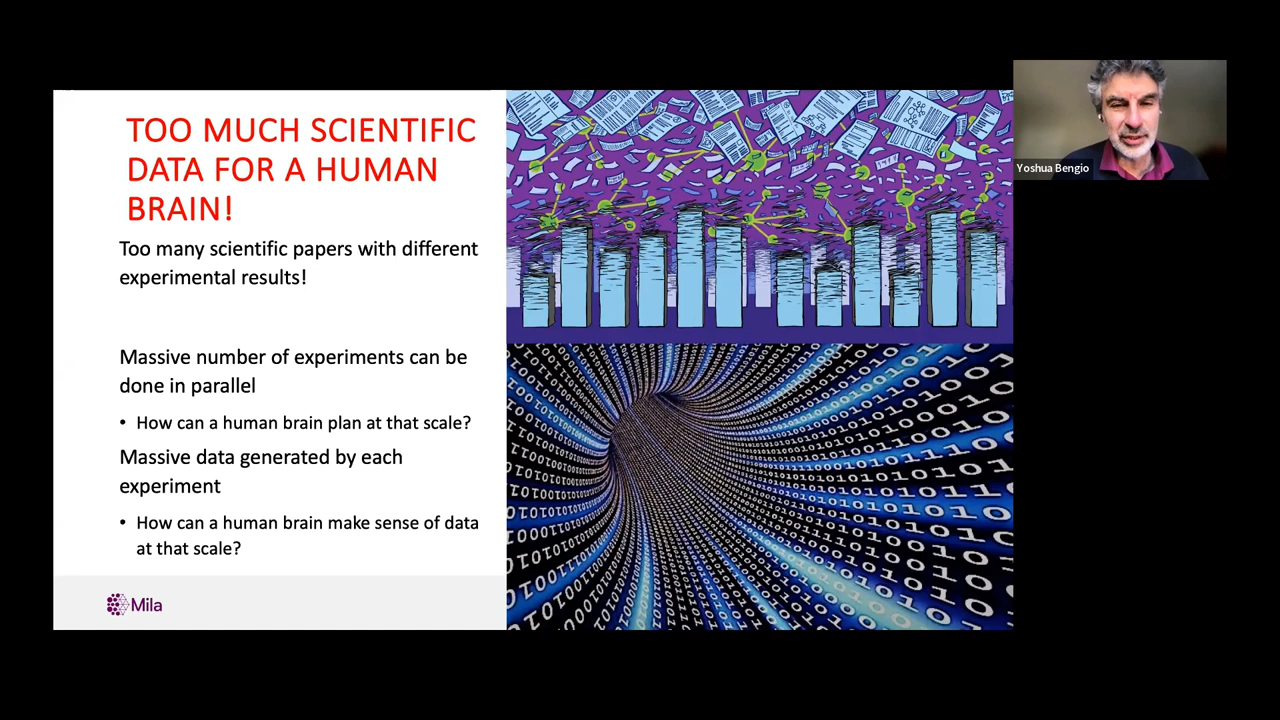 TOO MUCH SCIENTIFIC
DATA FOR A HUMAN
BRAIN!
Too many scientific papers with different
experimental results!
Massive number of experiments can be
done in parallel
• How can a human brain plan at that scale?
Massive data generated by each
experiment
• How can a human brain make sense of data
at that scale?
Mila
Yoshua Bengio